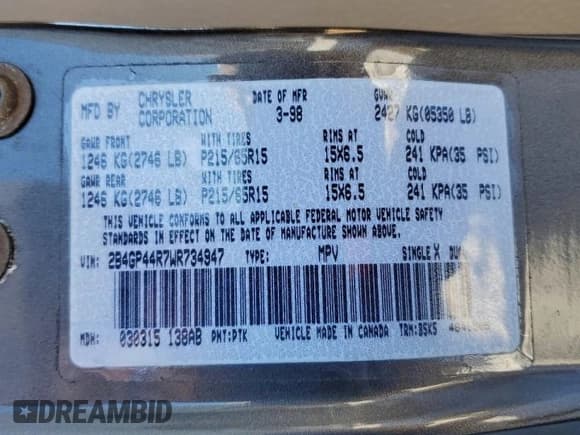 MFD BY CHRYSLER CORPORATION DATE OF MFR 3-98 GVWR 2427 KG(05350 LB)
GAWR FRONT WITH TIRES RIMS AT COLD
1246 KG(2746 LB) P215/65R15 15X6.5 241 KPA(35 PSI)
GAWR REAR WITH TIRES RIMS AT COLD
1246 KG(2746 LB) P215/65R15 15X6.5 241 KPA(35 PSI)
THIS VEHICLE CONFORMS TO ALL APPLICABLE FEDERAL MOTOR VEHICLE SAFETY
STANDARDS IN EFFECT ON THE DATE OF MANUFACTURE SHOWN ABOVE.
VIN: 2B4GP44R7WR734947 TYPE: MPV SINGLE X
MDH: 030315 138AB PNT:PTK VEHICLE MADE IN CANADA TRM:BSK5
DREAMBID